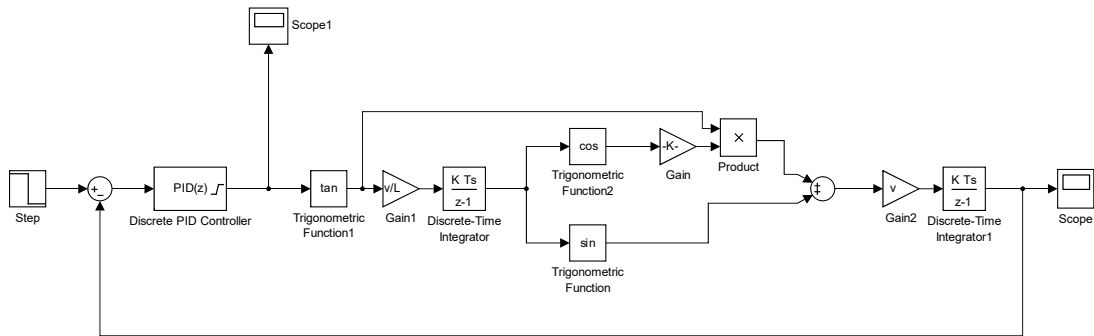 Scope1
Step
+
−
PID(z)
Discrete PID Controller
tan
Trigonometric
Function1
v/L
Gain1
K Ts
z-1
Discrete-Time
Integrator
cos
Trigonometric
Function2
-K-
Gain
×
Product
sin
Trigonometric
Function
+
+
v
Gain2
K Ts
z-1
Discrete-Time
Integrator1
Scope